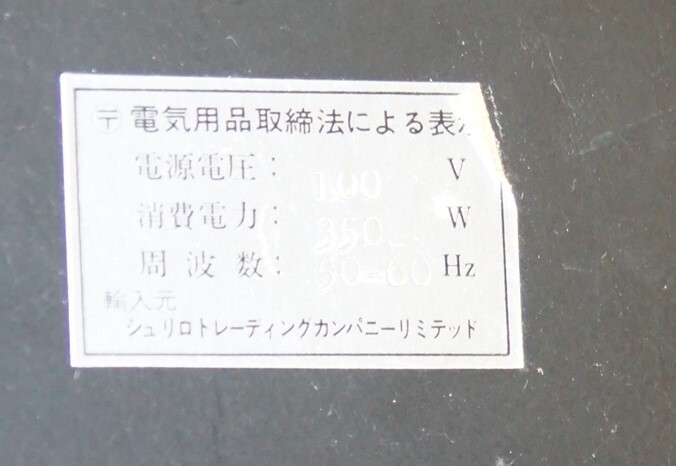 〒 電気用品取締法による表
電源電圧: 100 V
消費電力: 350 W
周波数: 50-60 Hz
輸入元
シュリロトレーディングカンパニーリミテッド